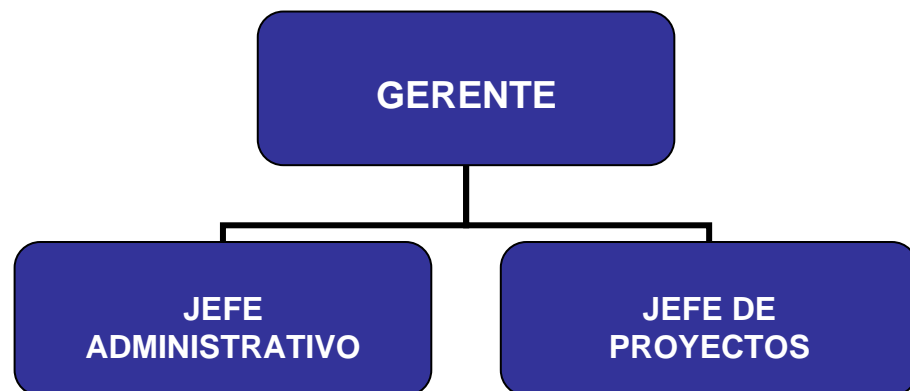 GERENTE
JEFE
ADMINISTRATIVO
JEFE DE
PROYECTOS